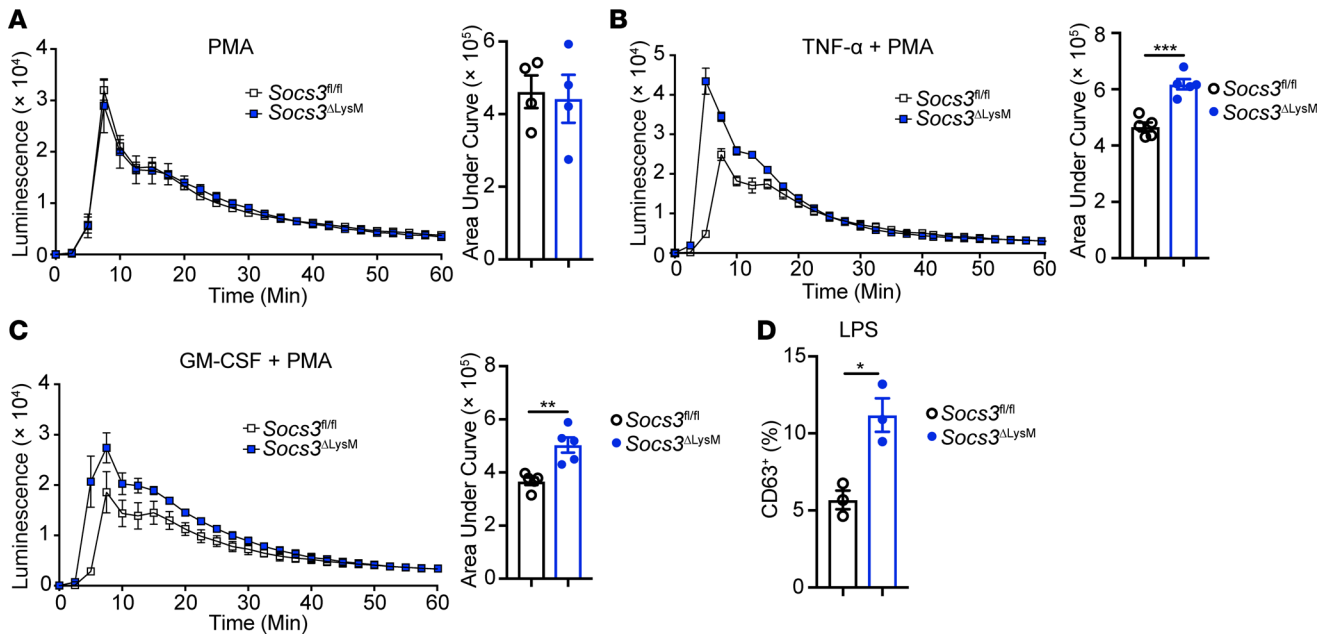 A
PMA
Luminescence (× 10⁴)
4
3
2
1
0
0 10 20 30 40 50 60
Time (Min)
Socs3fl/fl
Socs3ΔLysM
Area Under Curve (× 10⁵)
6
4
2
0
B
TNF-α + PMA
Luminescence (× 10⁴)
5
4
3
2
1
0
0 10 20 30 40 50 60
Time (Min)
Socs3fl/fl
Socs3ΔLysM
Area Under Curve (× 10⁵)
8
6
4
2
0
***
Socs3fl/fl
Socs3ΔLysM
C
GM-CSF + PMA
Luminescence (× 10⁴)
4
3
2
1
0
0 10 20 30 40 50 60
Time (Min)
Socs3fl/fl
Socs3ΔLysM
Area Under Curve (× 10⁵)
8
6
4
2
0
**
Socs3fl/fl
Socs3ΔLysM
D
LPS
CD63⁺ (%)
15
10
5
0
*
Socs3fl/fl
Socs3ΔLysM